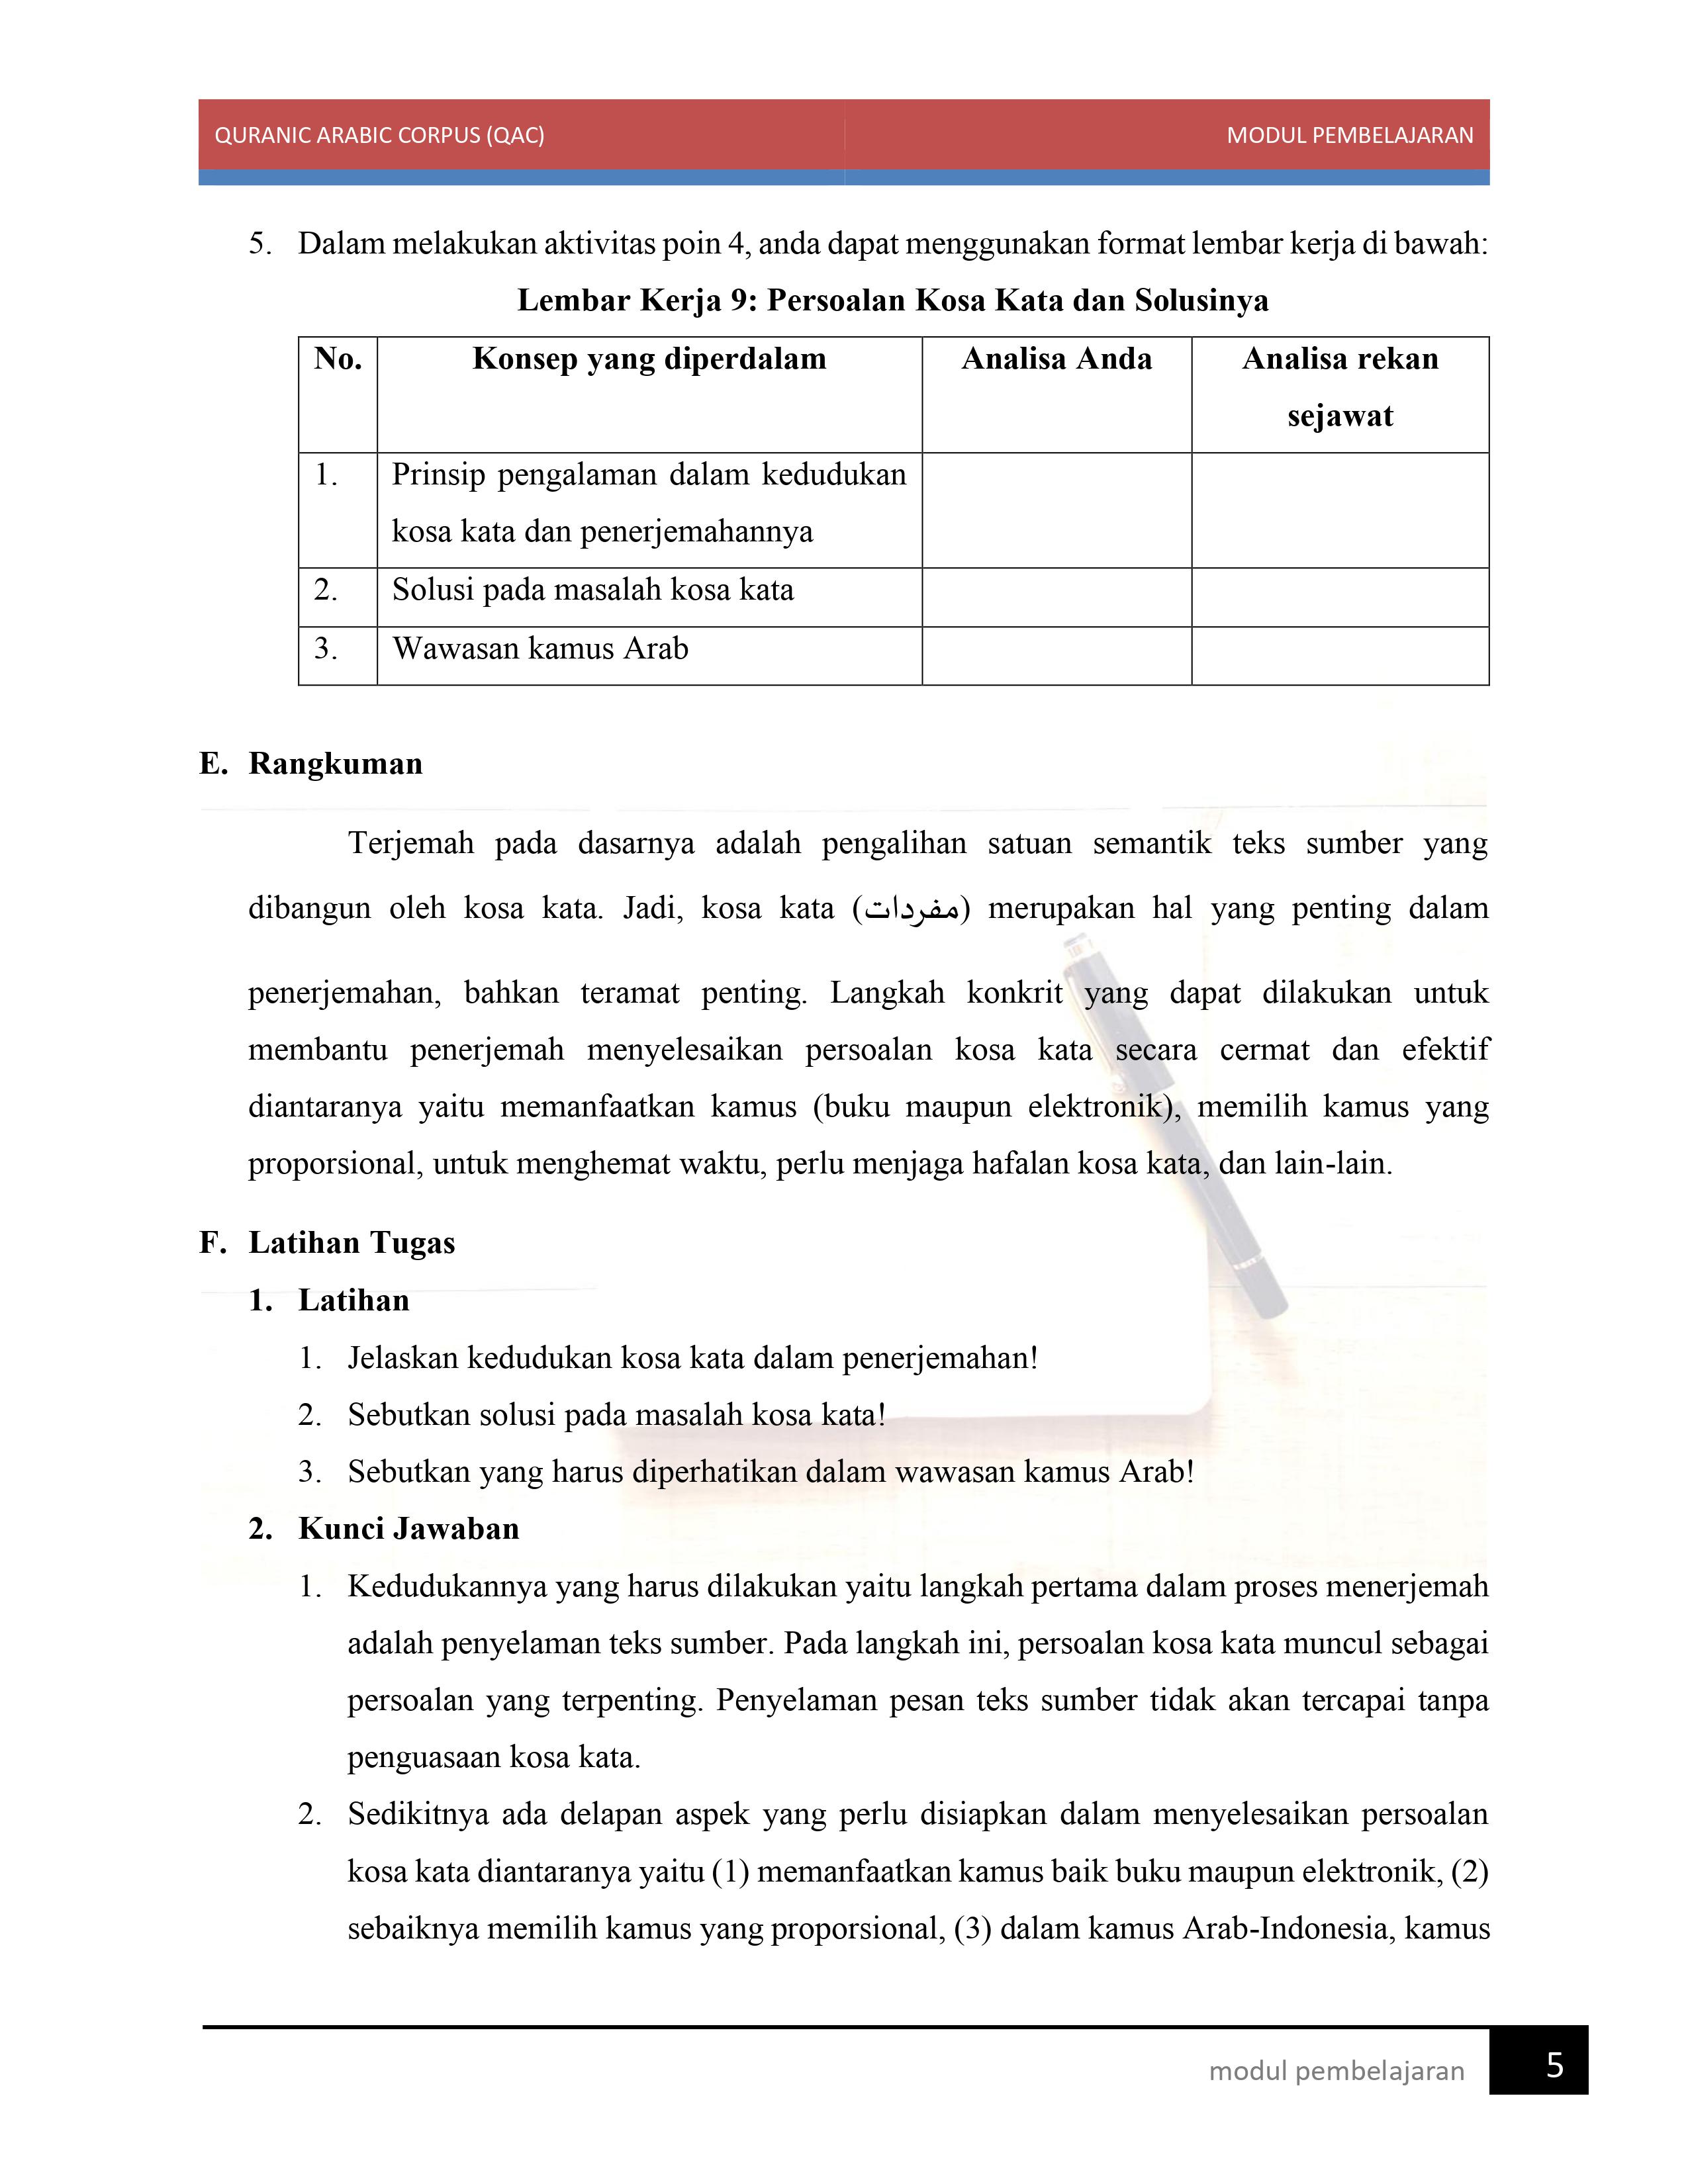 QURANIC ARABIC CORPUS (QAC) MODUL PEMBELAJARAN
5. Dalam melakukan aktivitas poin 4, anda dapat menggunakan format lembar kerja di bawah:
Lembar Kerja 9: Persoalan Kosa Kata dan Solusinya
No. Konsep yang diperdalam Analisa Anda Analisa rekan
sejawat
1. Prinsip pengalaman dalam kedudukan
kosa kata dan penerjemahannya
2. Solusi pada masalah kosa kata
3. Wawasan kamus Arab
E. Rangkuman
Terjemah pada dasarnya adalah pengalihan satuan semantik teks sumber yang
dibangun oleh kosa kata. Jadi, kosa kata (مفردات) merupakan hal yang penting dalam
penerjemahan, bahkan teramat penting. Langkah konkrit yang dapat dilakukan untuk
membantu penerjemah menyelesaikan persoalan kosa kata secara cermat dan efektif
diantaranya yaitu memanfaatkan kamus (buku maupun elektronik), memilih kamus yang
proporsional, untuk menghemat waktu, perlu menjaga hafalan kosa kata, dan lain-lain.
F. Latihan Tugas
1. Latihan
1. Jelaskan kedudukan kosa kata dalam penerjemahan!
2. Sebutkan solusi pada masalah kosa kata!
3. Sebutkan yang harus diperhatikan dalam wawasan kamus Arab!
2. Kunci Jawaban
1. Kedudukannya yang harus dilakukan yaitu langkah pertama dalam proses menerjemah
adalah penyelaman teks sumber. Pada langkah ini, persoalan kosa kata muncul sebagai
persoalan yang terpenting. Penyelaman pesan teks sumber tidak akan tercapai tanpa
penguasaan kosa kata.
2. Sedikitnya ada delapan aspek yang perlu disiapkan dalam menyelesaikan persoalan
kosa kata diantaranya yaitu (1) memanfaatkan kamus baik buku maupun elektronik, (2)
sebaiknya memilih kamus yang proporsional, (3) dalam kamus Arab-Indonesia, kamus
modul pembelajaran 5